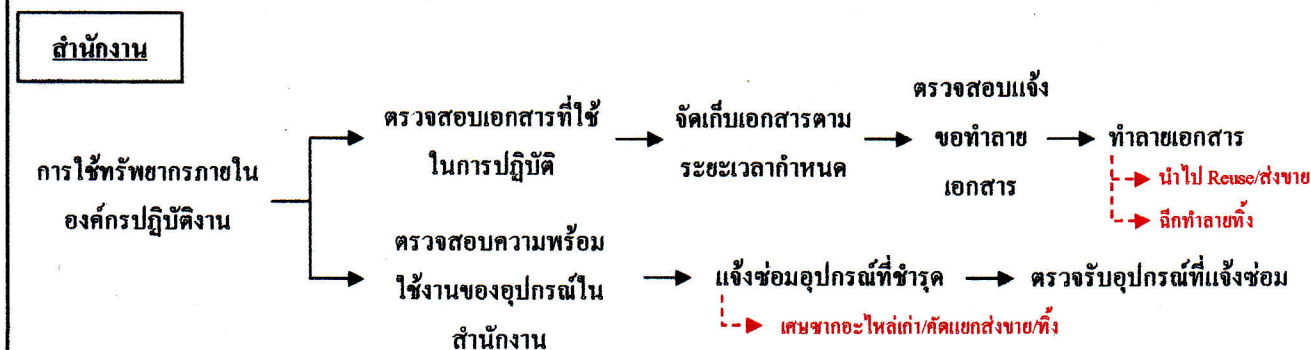 สำนักงาน
การใช้ทรัพยากรภายใน
องค์กรปฏิบัติงาน
ตรวจสอบเอกสารที่ใช้
ในการปฏิบัติ
จัดเก็บเอกสารตาม
ระยะเวลากำหนด
ตรวจสอบแจ้ง
ขอทำลาย
เอกสาร
ทำลายเอกสาร
นำไป Reuse/ส่งขาย
ฉีกทำลายทิ้ง
ตรวจสอบความพร้อม
ใช้งานของอุปกรณ์ใน
สำนักงาน
แจ้งซ่อมอุปกรณ์ที่ชำรุด
เศษซากอะไหล่เก่า/คัดแยกส่งขาย/ทิ้ง
ตรวจรับอุปกรณ์ที่แจ้งซ่อม